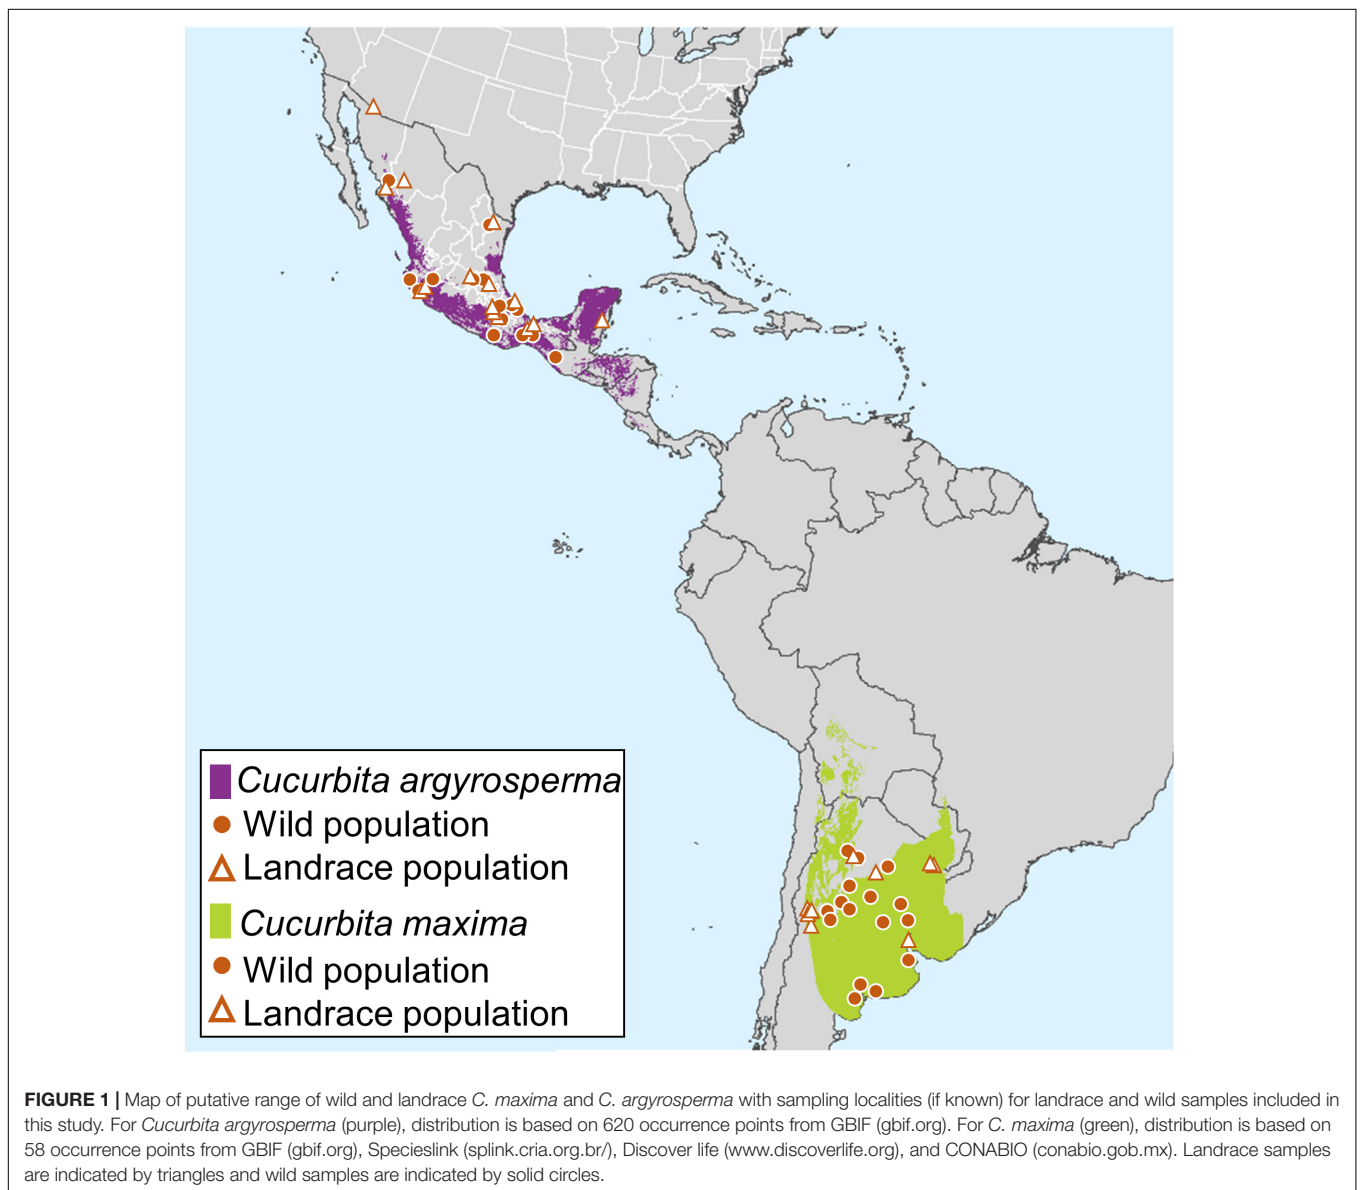 Cucurbita argyrosperma
Wild population
Landrace population
Cucurbita maxima
Wild population
Landrace population
FIGURE 1 | Map of putative range of wild and landrace C. maxima and C. argyrosperma with sampling localities (if known) for landrace and wild samples included in
this study. For Cucurbita argyrosperma (purple), distribution is based on 620 occurrence points from GBIF (gbif.org). For C. maxima (green), distribution is based on
58 occurrence points from GBIF (gbif.org), Specieslink (splink.cria.org.br/), Discover life (www.discoverlife.org), and CONABIO (conabio.gob.mx). Landrace samples
are indicated by triangles and wild samples are indicated by solid circles.